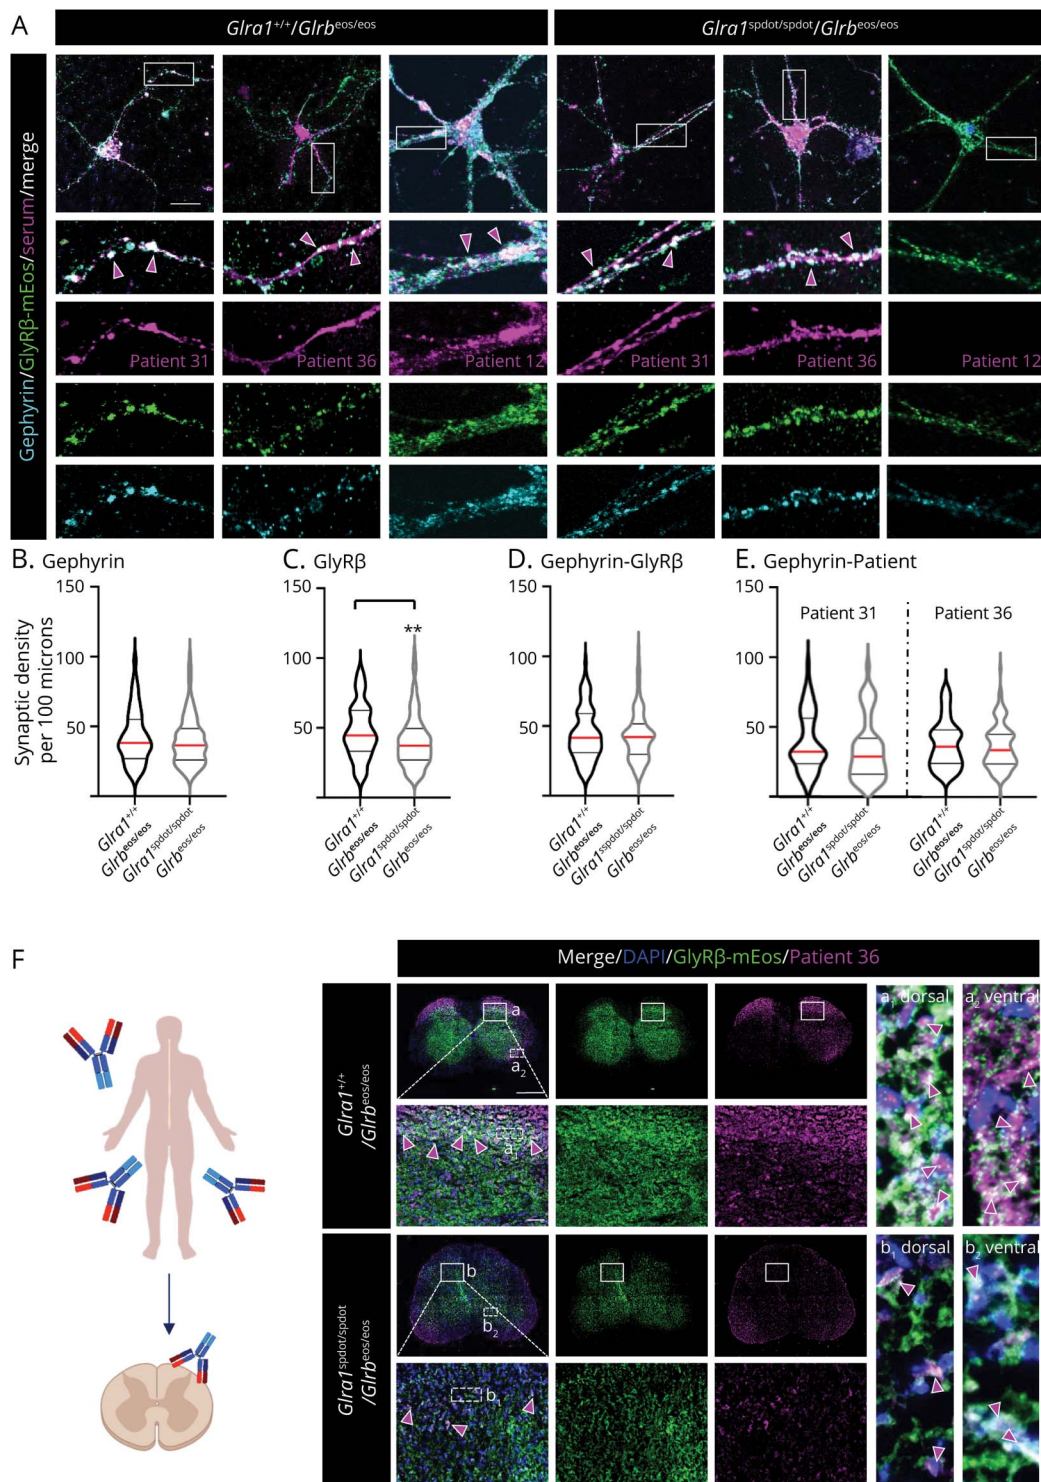 A
Glra1+/+/Glrbeos/eos
Glra1spdot/spdot/Glrbeos/eos
Gephyrin/GlyRβ-mEos/serum/merge
Patient 31
Patient 36
Patient 12
Patient 31
Patient 36
Patient 12
B. Gephyrin
C. GlyRβ
D. Gephyrin-GlyRβ
E. Gephyrin-Patient
Synaptic density
per 100 microns
150
100
50
Glra1+/+
Glrbeos/eos
Glra1spdot/spdot
Glrbeos/eos
150
100
50
**
Glra1+/+
Glrbeos/eos
Glra1spdot/spdot
Glrbeos/eos
150
100
50
Glra1+/+
Glrbeos/eos
Glra1sspdot/spdot
Glrbeos/eos
150
100
50
Patient 31
Patient 36
Glra1+/+
Glrbeos/eos
Glra1spdot/spdot
Glrbeos/eos
Glra1+/+
Glrbeos/eos
Glra1spdot/spdot
Glrbeos/eos
F
Merge/DAPI/GlyRβ-mEos/Patient 36
Glra1+/+
/Glrbeos/eos
a
a2
a1
a1 dorsal
a2 ventral
Glra1spdot/spdot
/Glrbeos/eos
b
b2
b1
b1 dorsal
b2 ventral